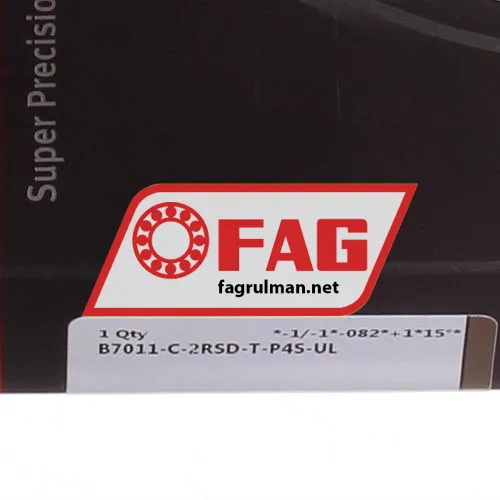 Super Precisio
FAG
fagrulman.net
1 Qty *-1/-1*-082*+1*15°*
B7011-C-2RSD-T-P4S-UL